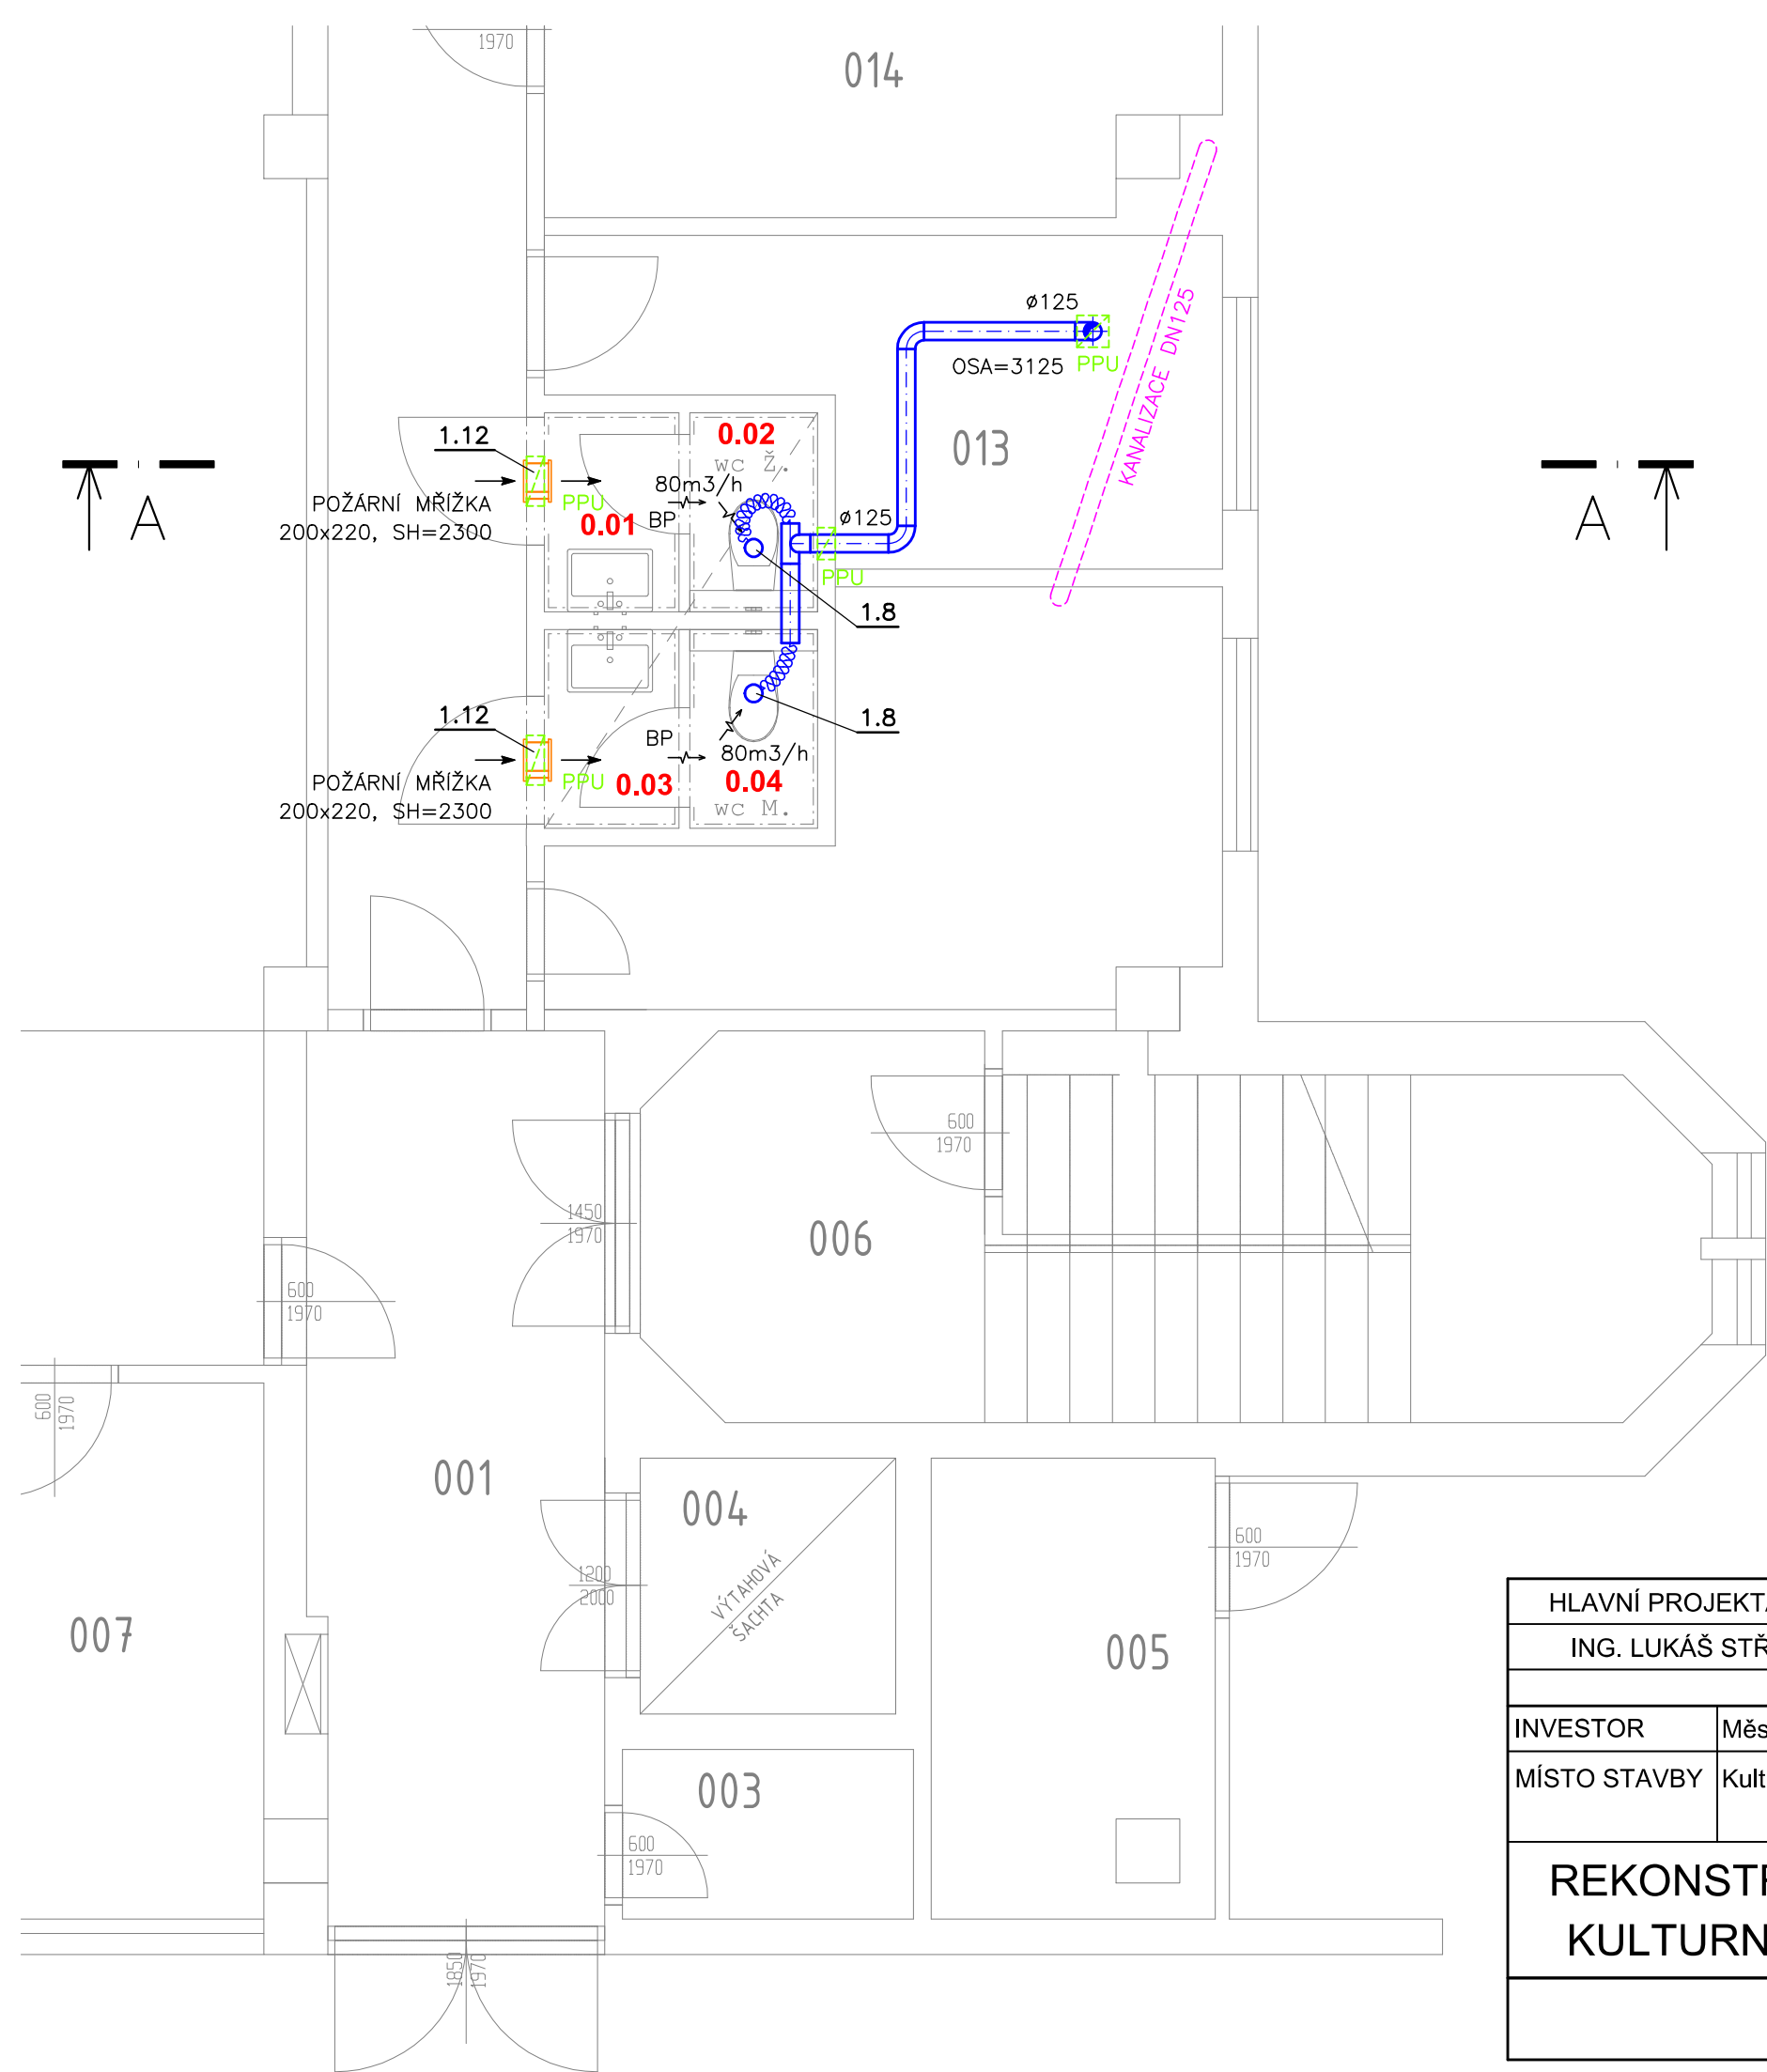 1970
014
Ø125
OSA=3125
PPU
KANALIZACE DN125
013
1.12
0.02
WC Ž.
80m3/h
POŽÁRNÍ MŘÍŽKA
200x220, SH=2300
PPU
0.01
BP
Ø125
PPU
A
A
1.8
1.12
1.8
BP
80m3/h
POŽÁRNÍ MŘÍŽKA
200x220, SH=2300
PPU
0.03
0.04
WC M.
600
1970
1450
1970
006
600
1970
600
1970
001
004
VÝTAHOVÁ
ŠACHTA
1200
2000
600
1970
007
005
003
600
1970
1850
1970
HLAVNÍ PROJEKTA
ING. LUKÁŠ STŘ
INVESTOR
Měs
MÍSTO STAVBY
Kult
REKONSTR
KULTURN